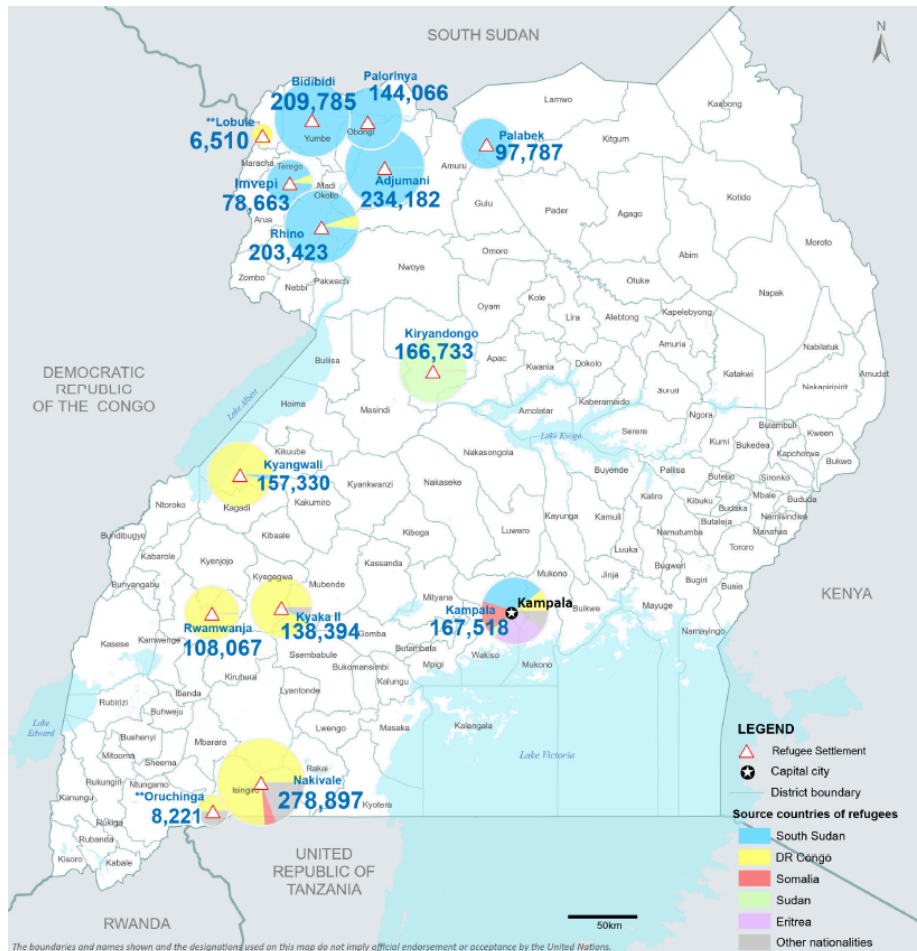 SOUTH SUDAN
N
Bidibidi
209,785
Palorinya
144,066
Lamwo
Kaabong
**Lobule
6,510
Yumbe
Obongi
Palabek
97,787
Kitgum
Maracha
Terego
Imvepi
78,663
Madi
Okollo
Adjumani
234,182
Amuru
Gulu
Pader
Agago
Kotido
Arua
Rhino
203,423
Moroto
Zombo
Nebbi
Pakwach
Nwoya
Omoro
Abim
Otuke
Napak
Oyam
Kole
Lira
Alebtong
Kapelebyong
Kiryandongo
166,733
Apac
Kwania
Dokolo
Amuria
Nabilatuk
Katakwi
Amudat
Nakapiripirit
DEMOCRATIC
REPUBLIC
OF THE CONGO
Buliisa
Lake Albert
Hoima
Masindi
Kaberamaido
Amolatar
Soroti
Ngora
Serere
Lake Kyoga
Kumi
Bukedea
Bulambuli
Kween
Kapchorwa
Bukwo
Kikuube
Kyangwali
157,330
Nakasongola
Buyende
Pallisa
Butebo
Sironko
Mbale
Bududa
Ntoroko
Kagadi
Kakumiro
Kyankwanzi
Nakaseke
Kaliro
Kibuku
Budaka
Butaleja
Namisindwa
Manafwa
Bundibugyo
Kibaale
Kiboga
Luwero
Kayunga
Kamuli
Namutumba
Tororo
Kabarole
Kyenjojo
Kassanda
Luuka
Bugweri
Bunyangabu
Kyegegwa
Mubende
Mityana
Mukono
Jinja
Bugiri
Busia
Kyaka II
138,394
Rwamwanja
108,067
Kampala
Kampala
167,518
Buikwe
Mayuge
Namayingo
KENYA
Kasese
Kamwenge
Gomba
Butambala
Mpigi
Wakiso
Mukono
Ssembabule
Bukomansimbi
Kalungu
Kiruhura
Lyantonde
Ibanda
Rubirizi
Buhweju
Lake
Edward
Lwengo
Masaka
Kalangala
Lake Victoria
Bushenyi
Mbarara
Mitooma
Sheema
Rakai
Rukungiri
Ntungamo
Isingiro
Nakivale
278,897
Kyotera
Kanungu
**Oruchinga
8,221
Rukiga
Rubanda
Kisoro
Kabale
UNITED
REPUBLIC OF
TANZANIA
RWANDA
LEGEND
Refugee Settlement
Capital city
District boundary
Source countries of refugees
South Sudan
DR Congo
Somalia
Sudan
Eritrea
Other nationalities
50km
The boundaries and names shown and the designations used on this map do not imply official endorsement or acceptance by the United Nations.